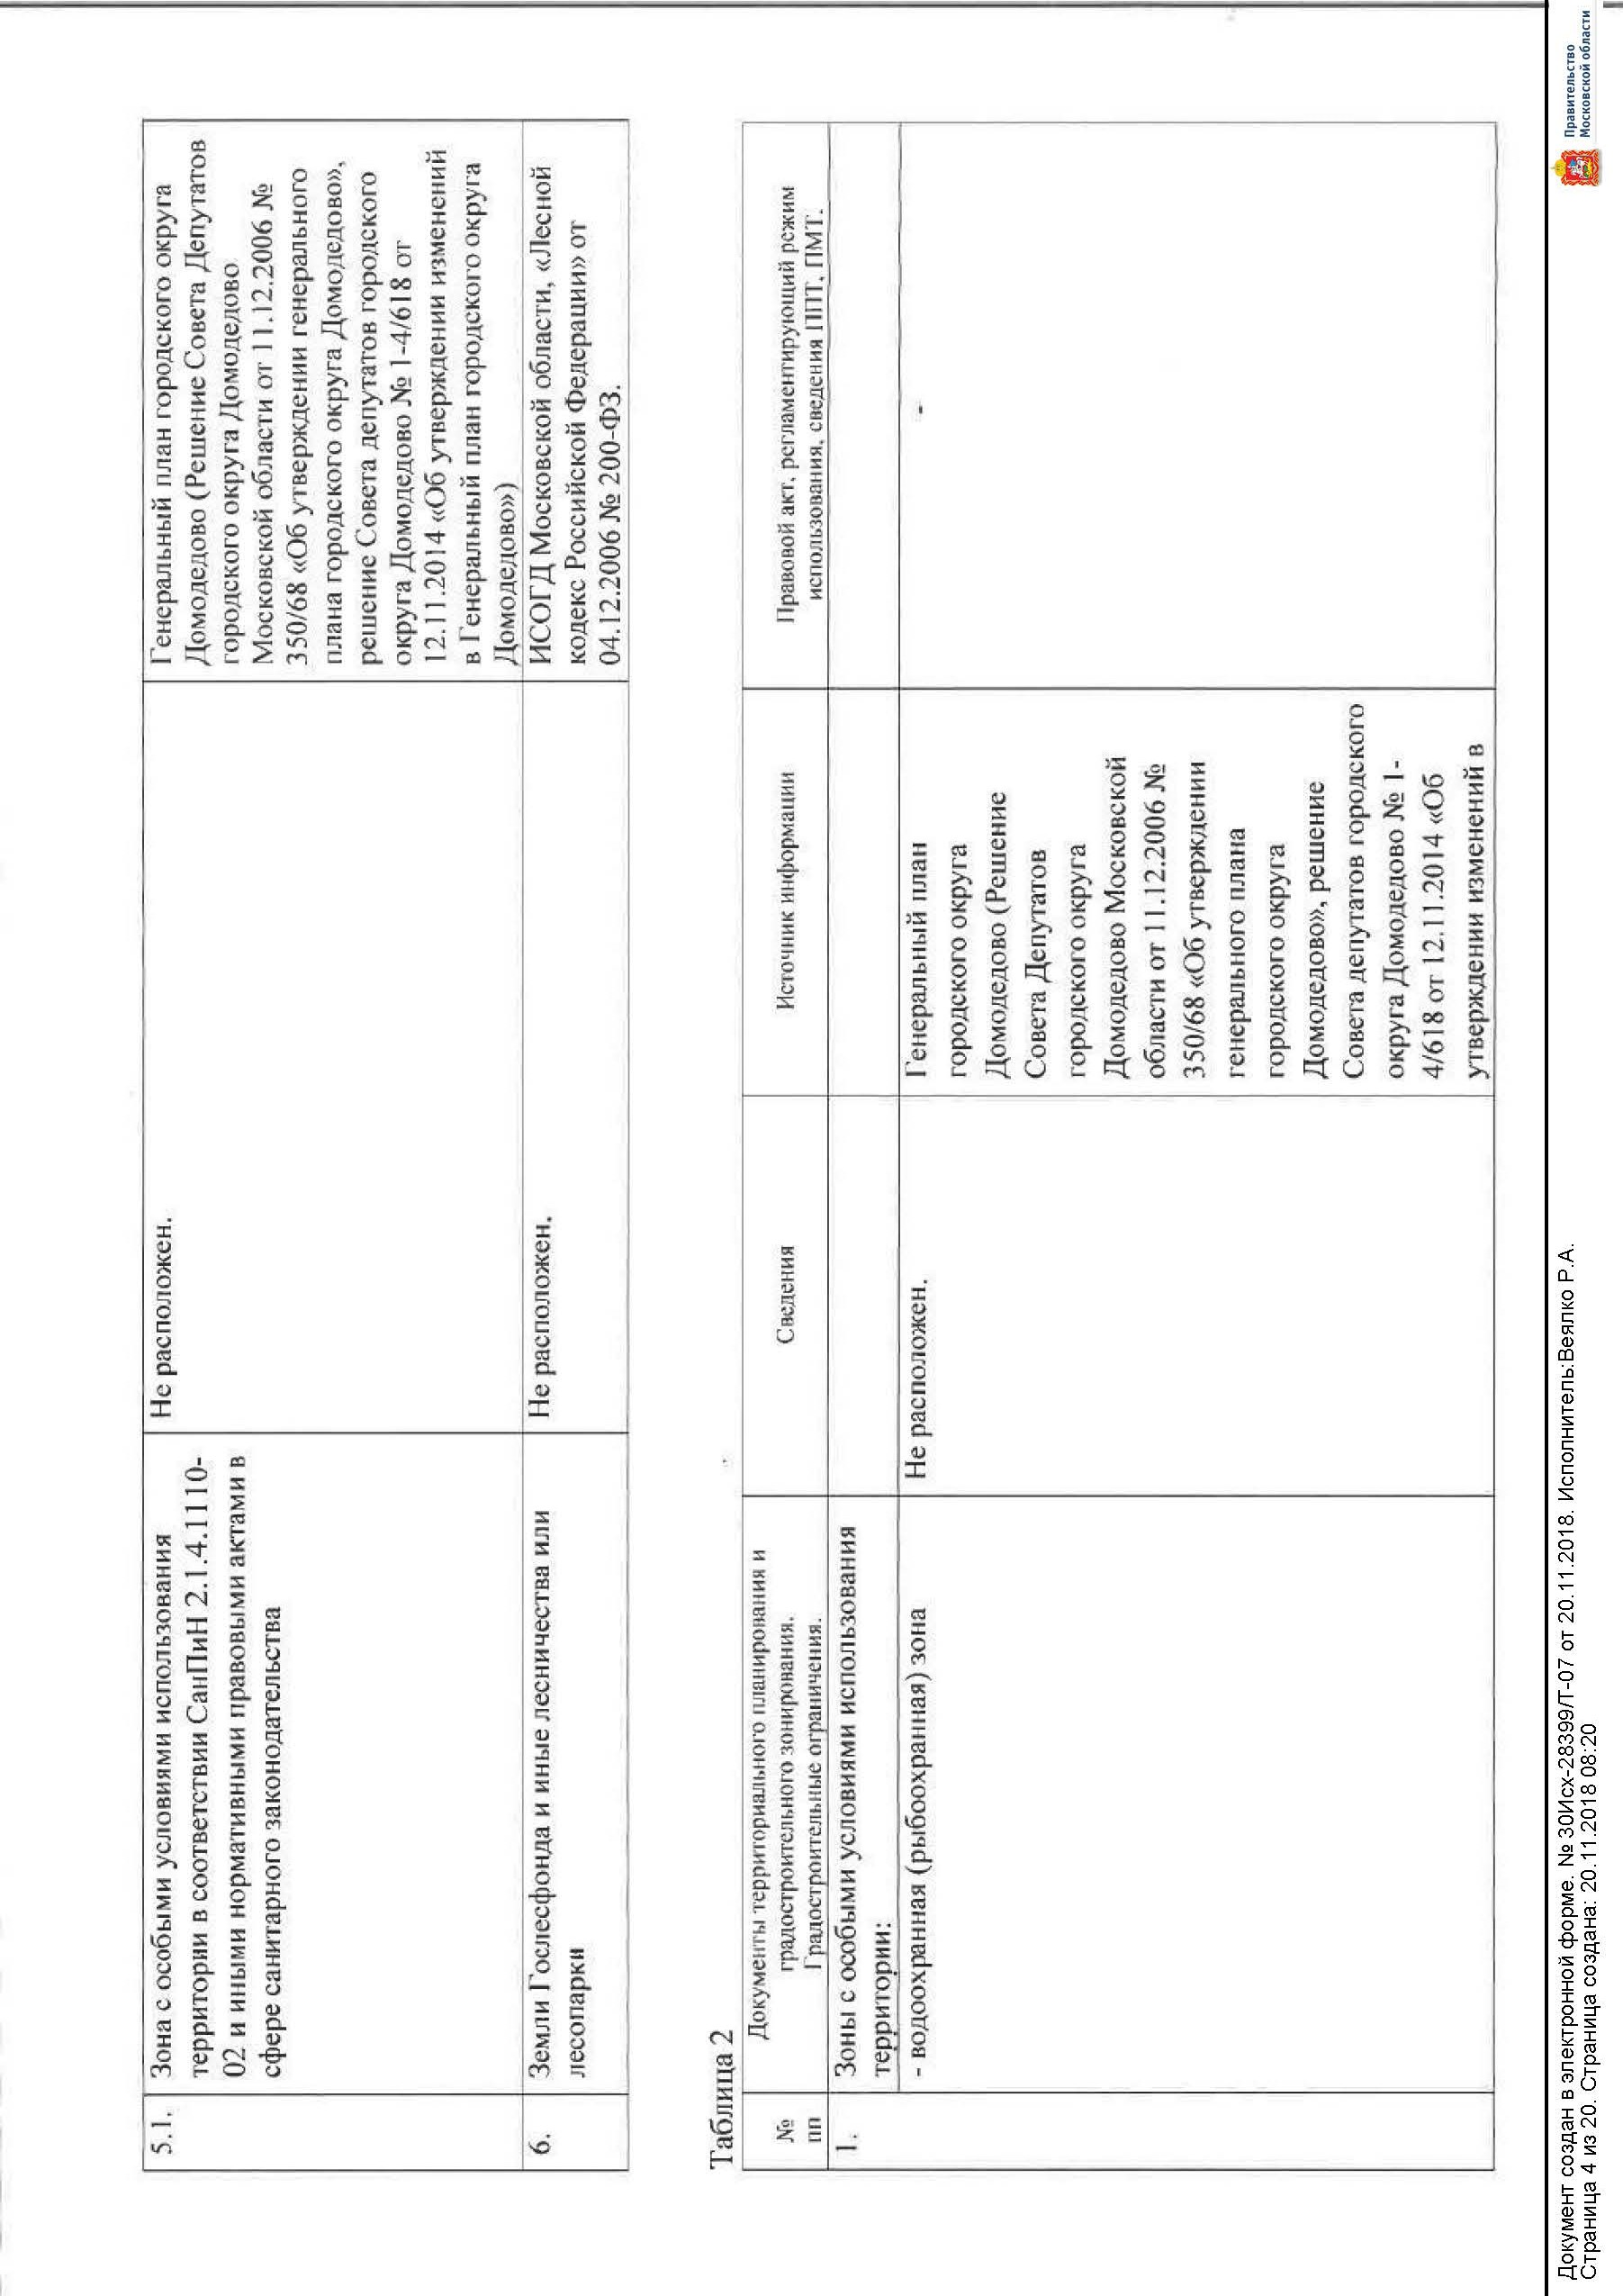 5.1.
Зона с особыми условиями использования
территории в соответствии СанПиН 2.1.4.1110-
02 и иными нормативными правовыми актами в
сфере санитарного законодательства
Не расположен.
Генеральный план городского округа
Домодедово (Решение Совета Депутатов
городского округа Домодедово
Московской области от 11.12.2006 №
350/68 «Об утверждении генерального
плана городского округа Домодедово»,
решение Совета депутатов городского
округа Домодедово № 1-4/618 от
12.11.2014 «Об утверждении изменений
в Генеральный план городского округа
Домодедово»)
6.
Земли Гослесфонда и иные лесничества или
лесопарки
Не расположен.
ИСОГД Московской области, «Лесной
кодекс Российской Федерации» от
04.12.2006 № 200-ФЗ.
Таблица 2
№
пп
Документы территориального планирования и
градостроительного зонирования.
Градостроительные ограничения.
Сведения
Источник информации
Правовой акт, регламентирующий режим
использования, сведения ППТ, ПМТ.
1.
Зоны с особыми условиями использования
территории:
- водоохранная (рыбоохранная) зона
Не расположен.
Генеральный план
городского округа
Домодедово (Решение
Совета Депутатов
городского округа
Домодедово Московской
области от 11.12.2006 №
350/68 «Об утверждении
генерального плана
городского округа
Домодедово», решение
Совета депутатов городского
округа Домодедово № 1-
4/618 от 12.11.2014 «Об
утверждении изменений в
-
Документ создан в электронной форме. № 30Исх-28399/Т-07 от 20.11.2018. Исполнитель:Веялко Р.А.
Страница 4 из 20. Страница создана: 20.11.2018 08:20
Правительство
Московской области